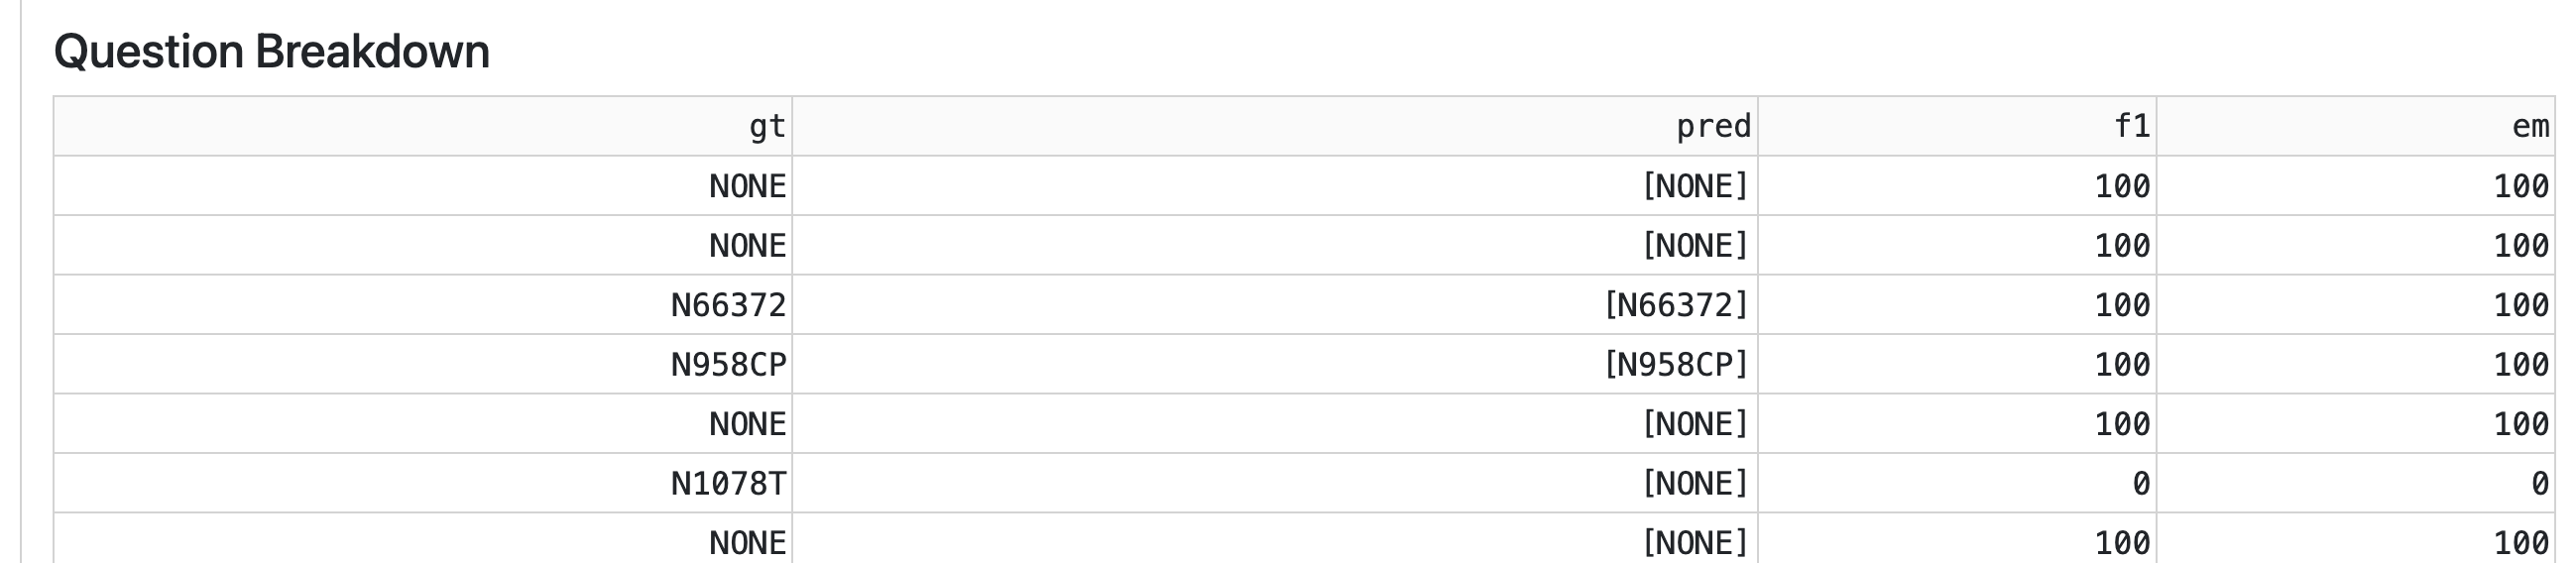 Question Breakdown
gt pred f1 em
NONE [NONE] 100 100
NONE [NONE] 100 100
N66372 [N66372] 100 100
N958CP [N958CP] 100 100
NONE [NONE] 100 100
N1078T [NONE] 0 0
NONE [NONE] 100 100